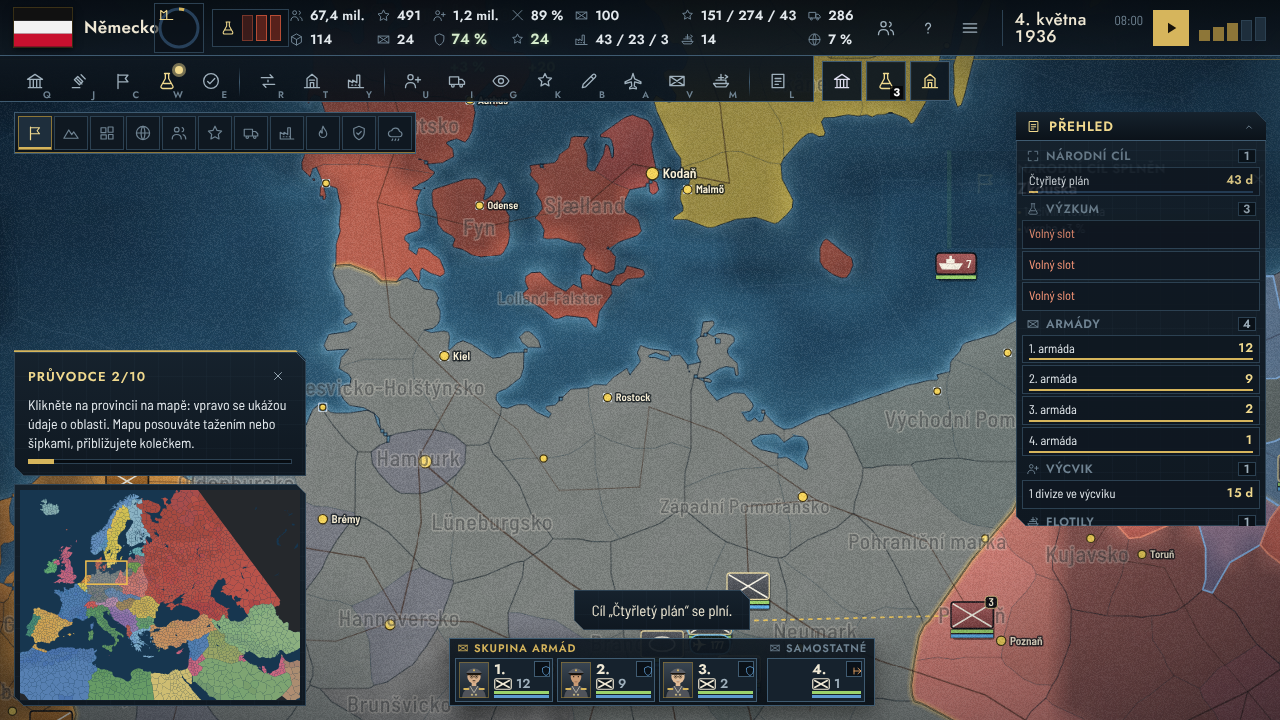 Německo
67,4 mil.
491
1,2 mil.
89 %
100
151 / 274 / 43
286
114
24
74 %
24
43 / 23 / 3
14
7 %
?
4. května
1936
08:00
Q
J
C
W
E
R
T
Y
U
I
G
K
B
A
V
M
L
3
Aarhus
Kodaň
Malmö
Odense
Sjælland
Fyn
Lolland-Falster
7
Kiel
esvicko-Holštýnsko
Rostock
Východní Pom
Hamburk
Západní Pomořansko
Lüneburgsko
Brémy
Pohraniční marka
Kujavsko
Toruň
Hannoversko
Neumark
3
Poznaň
Brunšvicko
PŘEHLED
NÁRODNÍ CÍL
1
Čtyřletý plán
43 d
VÝZKUM
3
Volný slot
Volný slot
Volný slot
ARMÁDY
4
1. armáda
12
2. armáda
9
3. armáda
2
4. armáda
1
VÝCVIK
1
1 divize ve výcviku
15 d
FLOTILY
1
PRŮVODCE 2/10
Klikněte na provincii na mapě: vpravo se ukážou
údaje o oblasti. Mapu posouváte tažením nebo
šipkami, přibližujete kolečkem.
Cíl „Čtyřletý plán“ se plní.
SKUPINA ARMÁD
SAMOSTATNÉ
1.
12
2.
9
3.
2
4.
1